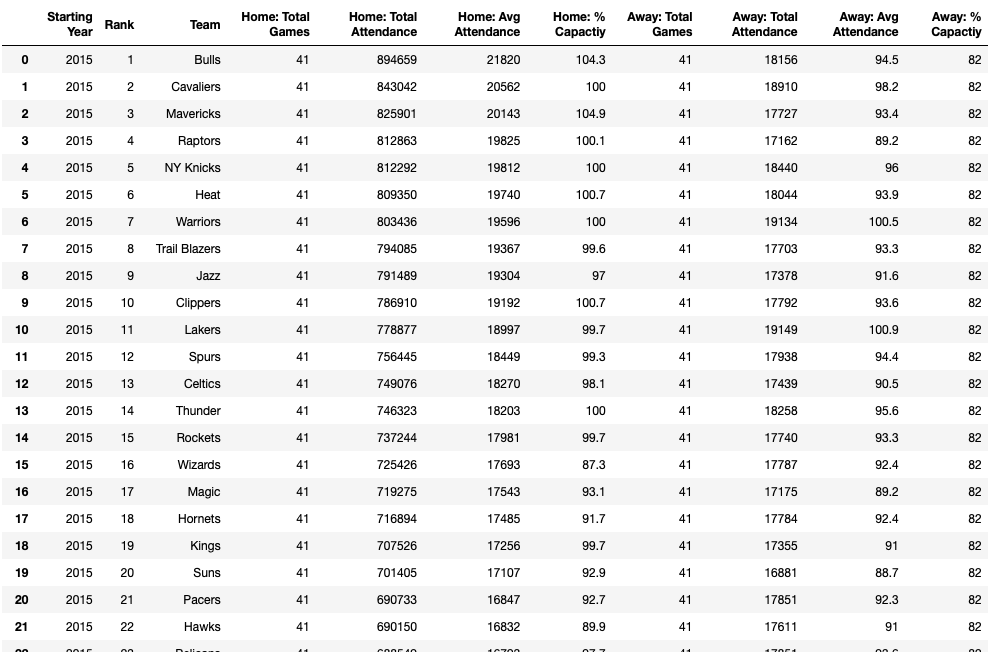 Starting Year Rank Team Home: Total Games Home: Total Attendance Home: Avg Attendance Home: % Capactiy Away: Total Games Away: Total Attendance Away: Avg Attendance Away: % Capactiy
0 2015 1 Bulls 41 894659 21820 104.3 41 18156 94.5 82
1 2015 2 Cavaliers 41 843042 20562 100 41 18910 98.2 82
2 2015 3 Mavericks 41 825901 20143 104.9 41 17727 93.4 82
3 2015 4 Raptors 41 812863 19825 100.1 41 17162 89.2 82
4 2015 5 NY Knicks 41 812292 19812 100 41 18440 96 82
5 2015 6 Heat 41 809350 19740 100.7 41 18044 93.9 82
6 2015 7 Warriors 41 803436 19596 100 41 19134 100.5 82
7 2015 8 Trail Blazers 41 794085 19367 99.6 41 17703 93.3 82
8 2015 9 Jazz 41 791489 19304 97 41 17378 91.6 82
9 2015 10 Clippers 41 786910 19192 100.7 41 17792 93.6 82
10 2015 11 Lakers 41 778877 18997 99.7 41 19149 100.9 82
11 2015 12 Spurs 41 756445 18449 99.3 41 17938 94.4 82
12 2015 13 Celtics 41 749076 18270 98.1 41 17439 90.5 82
13 2015 14 Thunder 41 746323 18203 100 41 18258 95.6 82
14 2015 15 Rockets 41 737244 17981 99.7 41 17740 93.3 82
15 2015 16 Wizards 41 725426 17693 87.3 41 17787 92.4 82
16 2015 17 Magic 41 719275 17543 93.1 41 17175 89.2 82
17 2015 18 Hornets 41 716894 17485 91.7 41 17784 92.4 82
18 2015 19 Kings 41 707526 17256 99.7 41 17355 91 82
19 2015 20 Suns 41 701405 17107 92.9 41 16881 88.7 82
20 2015 21 Pacers 41 690733 16847 92.7 41 17851 92.3 82
21 2015 22 Hawks 41 690150 16832 89.9 41 17611 91 82